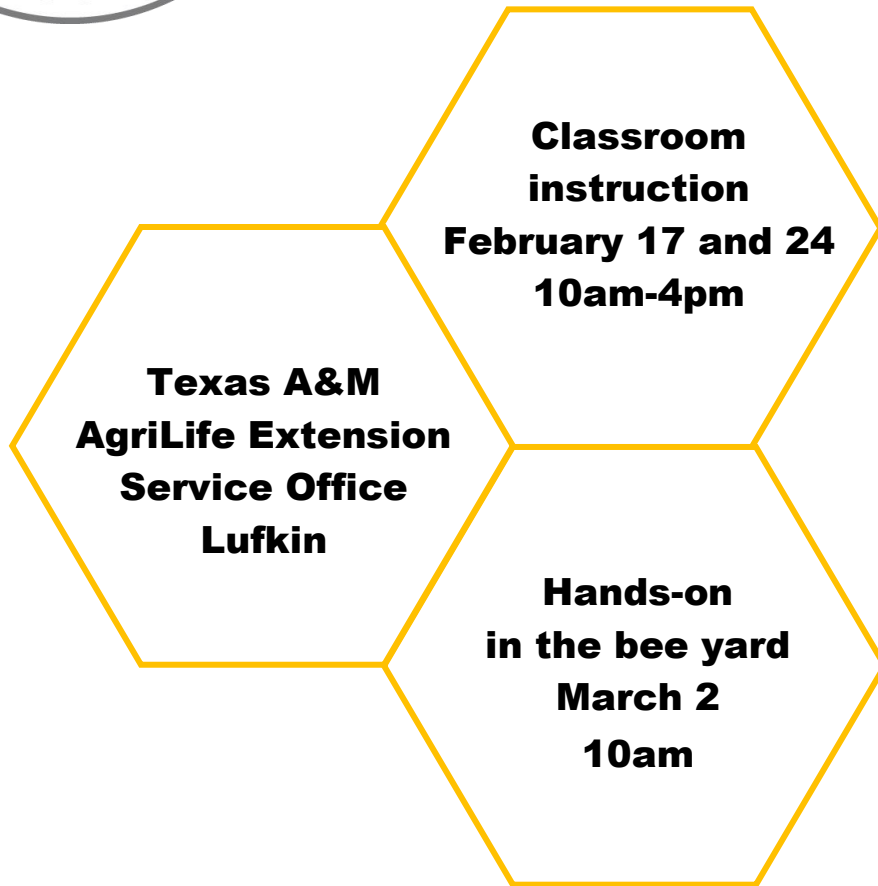 Classroom
instruction
February 17 and 24
10am-4pm
Texas A&M
AgriLife Extension
Service Office
Lufkin
Hands-on
in the bee yard
March 2
10am